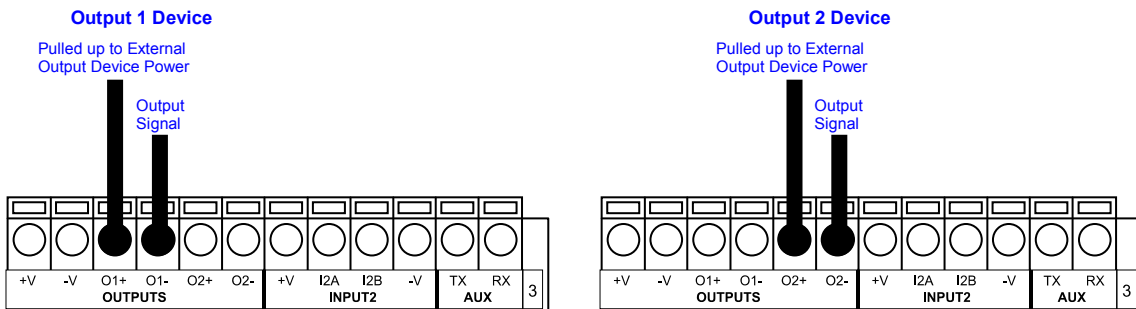 Output 1 Device
Pulled up to External
Output Device Power
Output
Signal
+V -V O1+ O1- O2+ O2- +V I2A I2B -V TX RX
OUTPUTS INPUT2 AUX 3
Output 2 Device
Pulled up to External
Output Device Power
Output
Signal
+V -V O1+ O1- O2+ O2- +V I2A I2B -V TX RX
OUTPUTS INPUT2 AUX 3